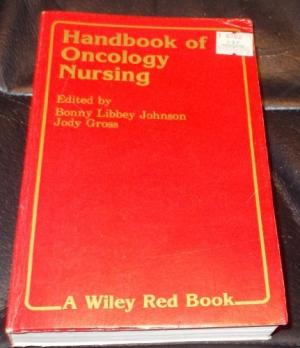 Handbook of
Oncology
Nursing
Edited by
Bonny Libbey Johnson
Jody Gross
A Wiley Red Book